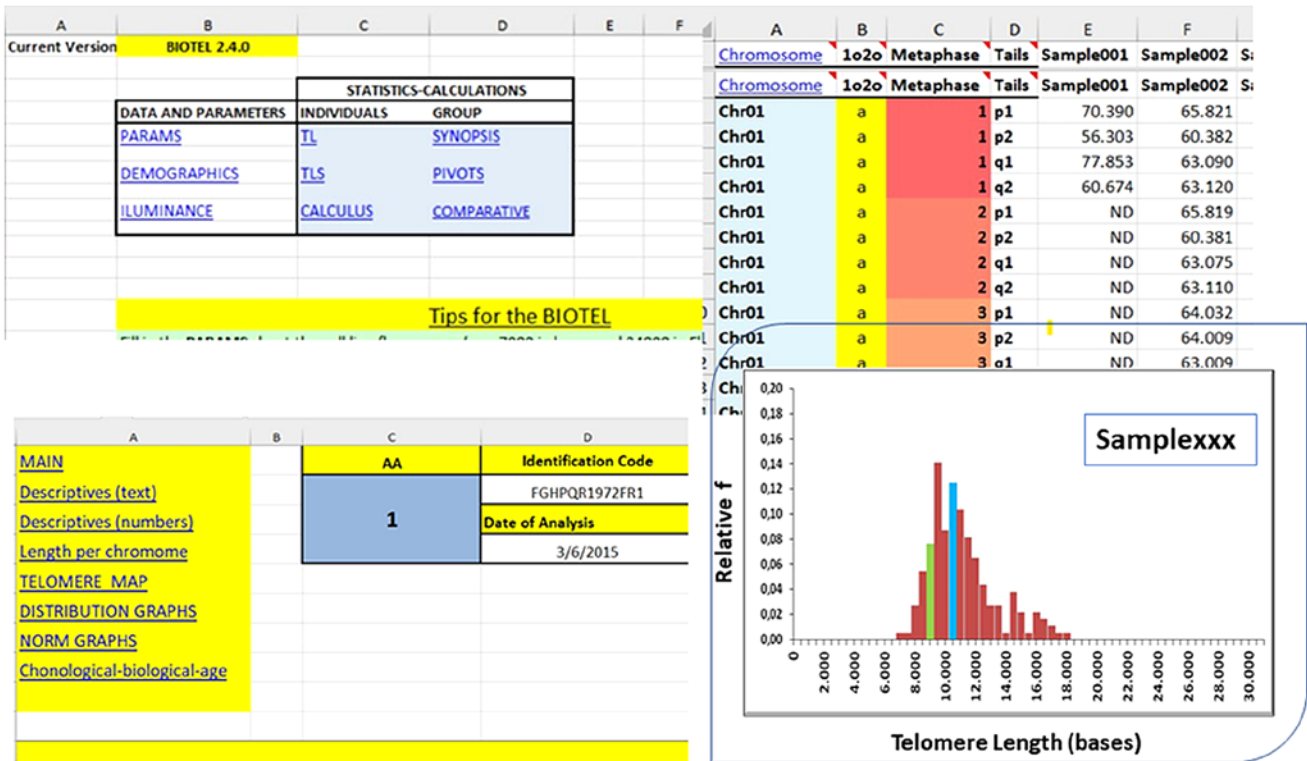 A B C D E F
Current Version BIOTEL 2.4.0
STATISTICS-CALCULATIONS
DATA AND PARAMETERS INDIVIDUALS GROUP
PARAMS TL SYNOPSIS
DEMOGRAPHICS TLS PIVOTS
ILUMINANCE CALCULUS COMPARATIVE
Tips for the BIOTEL
A B C D E F
Chromosome 1o2o Metaphase Tails Sample001 Sample002
Chromosome 1o2o Metaphase Tails Sample001 Sample002
Chr01 a 1 p1 70.390 65.821
Chr01 a 1 p2 56.303 60.382
Chr01 a 1 q1 77.853 63.090
Chr01 a 1 q2 60.674 63.120
Chr01 a 2 p1 ND 65.819
Chr01 a 2 p2 ND 60.381
Chr01 a 2 q1 ND 63.075
Chr01 a 2 q2 ND 63.110
Chr01 a 3 p1 ND 64.032
Chr01 a 3 p2 ND 64.009
Chr01 a 3 q1 ND 63.009
A B C D
MAIN AA Identification Code
Descriptives (text) FGHPQR1972FR1
Descriptives (numbers) 1 Date of Analysis
Length per chromome 3/6/2015
TELOMERE MAP
DISTRIBUTION GRAPHS
NORM GRAPHS
Chonological-biological-age
Samplexxx
Relative f
0,20
0,18
0,16
0,14
0,12
0,10
0,08
0,06
0,04
0,02
0,00
0 2.000 4.000 6.000 8.000 10.000 12.000 14.000 16.000 18.000 20.000 22.000 24.000 26.000 28.000 30.000
Telomere Length (bases)